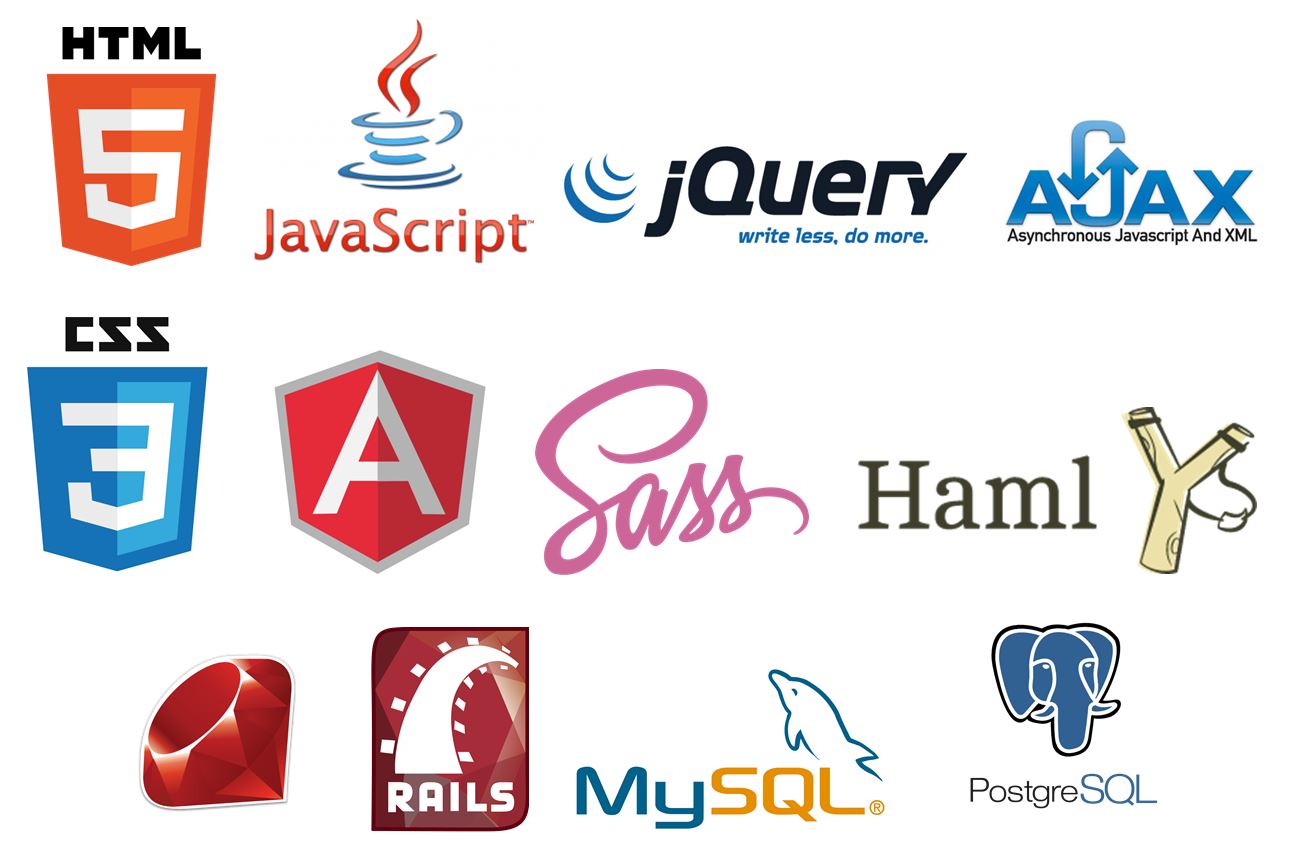 HTML
5
JavaScript™
jQuery
write less, do more.
AJAX
Asynchronous Javascript And XML
CSS
3
A
Sass
Haml
RAILS
MySQL®
PostgreSQL